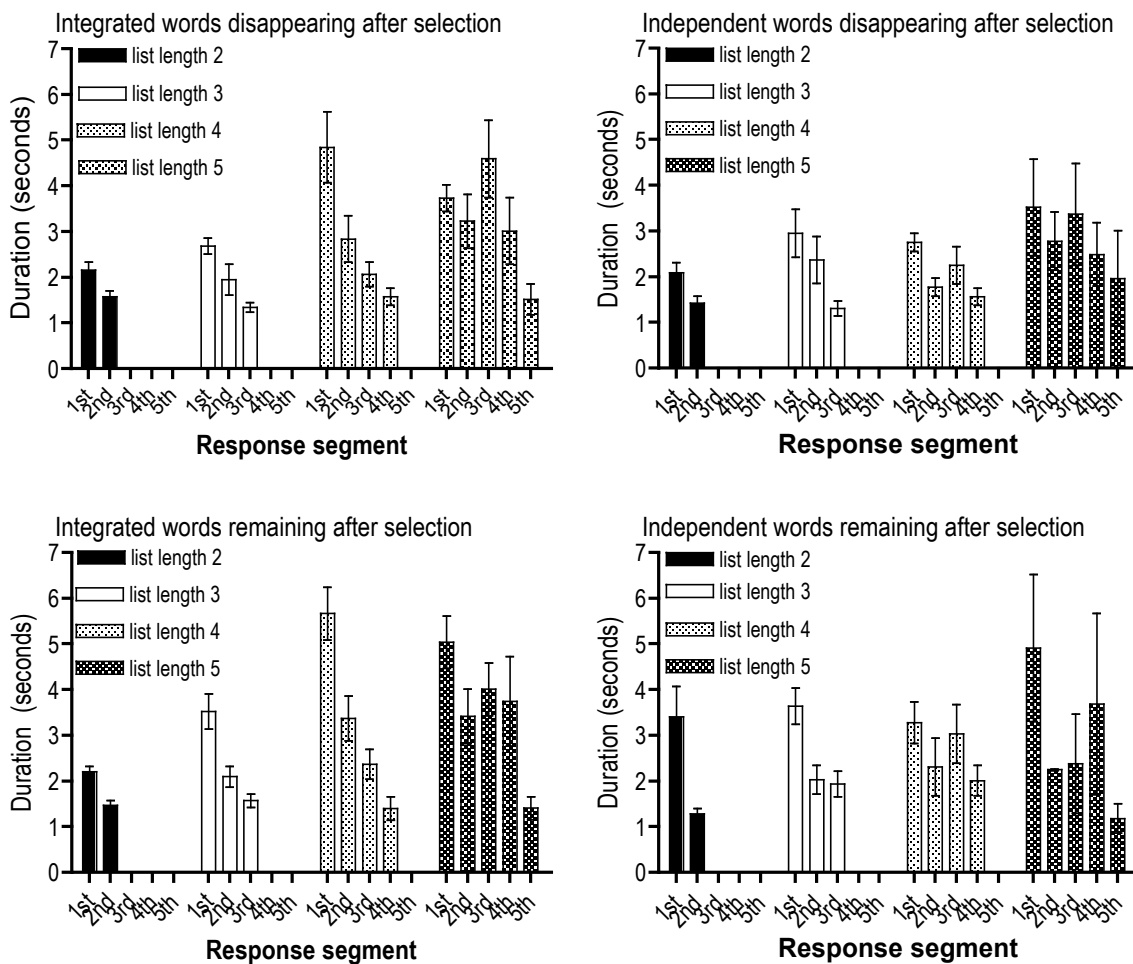 Integrated words disappearing after selection
7
6
5
4
3
2
1
0
Duration (seconds)
list length 2
list length 3
list length 4
list length 5
1st 2nd 3rd 4th 5th 1st 2nd 3rd 4th 5th 1st 2nd 3rd 4th 5th 1st 2nd 3rd 4th 5th
Response segment
Independent words disappearing after selection
7
6
5
4
3
2
1
0
Duration (seconds)
list length 2
list length 3
list length 4
list length 5
1st 2nd 3rd 4th 5th 1st 2nd 3rd 4th 5th 1st 2nd 3rd 4th 5th 1st 2nd 3rd 4th 5th
Response segment
Integrated words remaining after selection
7
6
5
4
3
2
1
0
Duration (seconds)
list length 2
list length 3
list length 4
list length 5
1st 2nd 3rd 4th 5th 1st 2nd 3rd 4th 5th 1st 2nd 3rd 4th 5th 1st 2nd 3rd 4th 5th
Response segment
Independent words remaining after selection
7
6
5
4
3
2
1
0
Duration (seconds)
list length 2
list length 3
list length 4
list length 5
1st 2nd 3rd 4th 5th 1st 2nd 3rd 4th 5th 1st 2nd 3rd 4th 5th 1st 2nd 3rd 4th 5th
Response segment